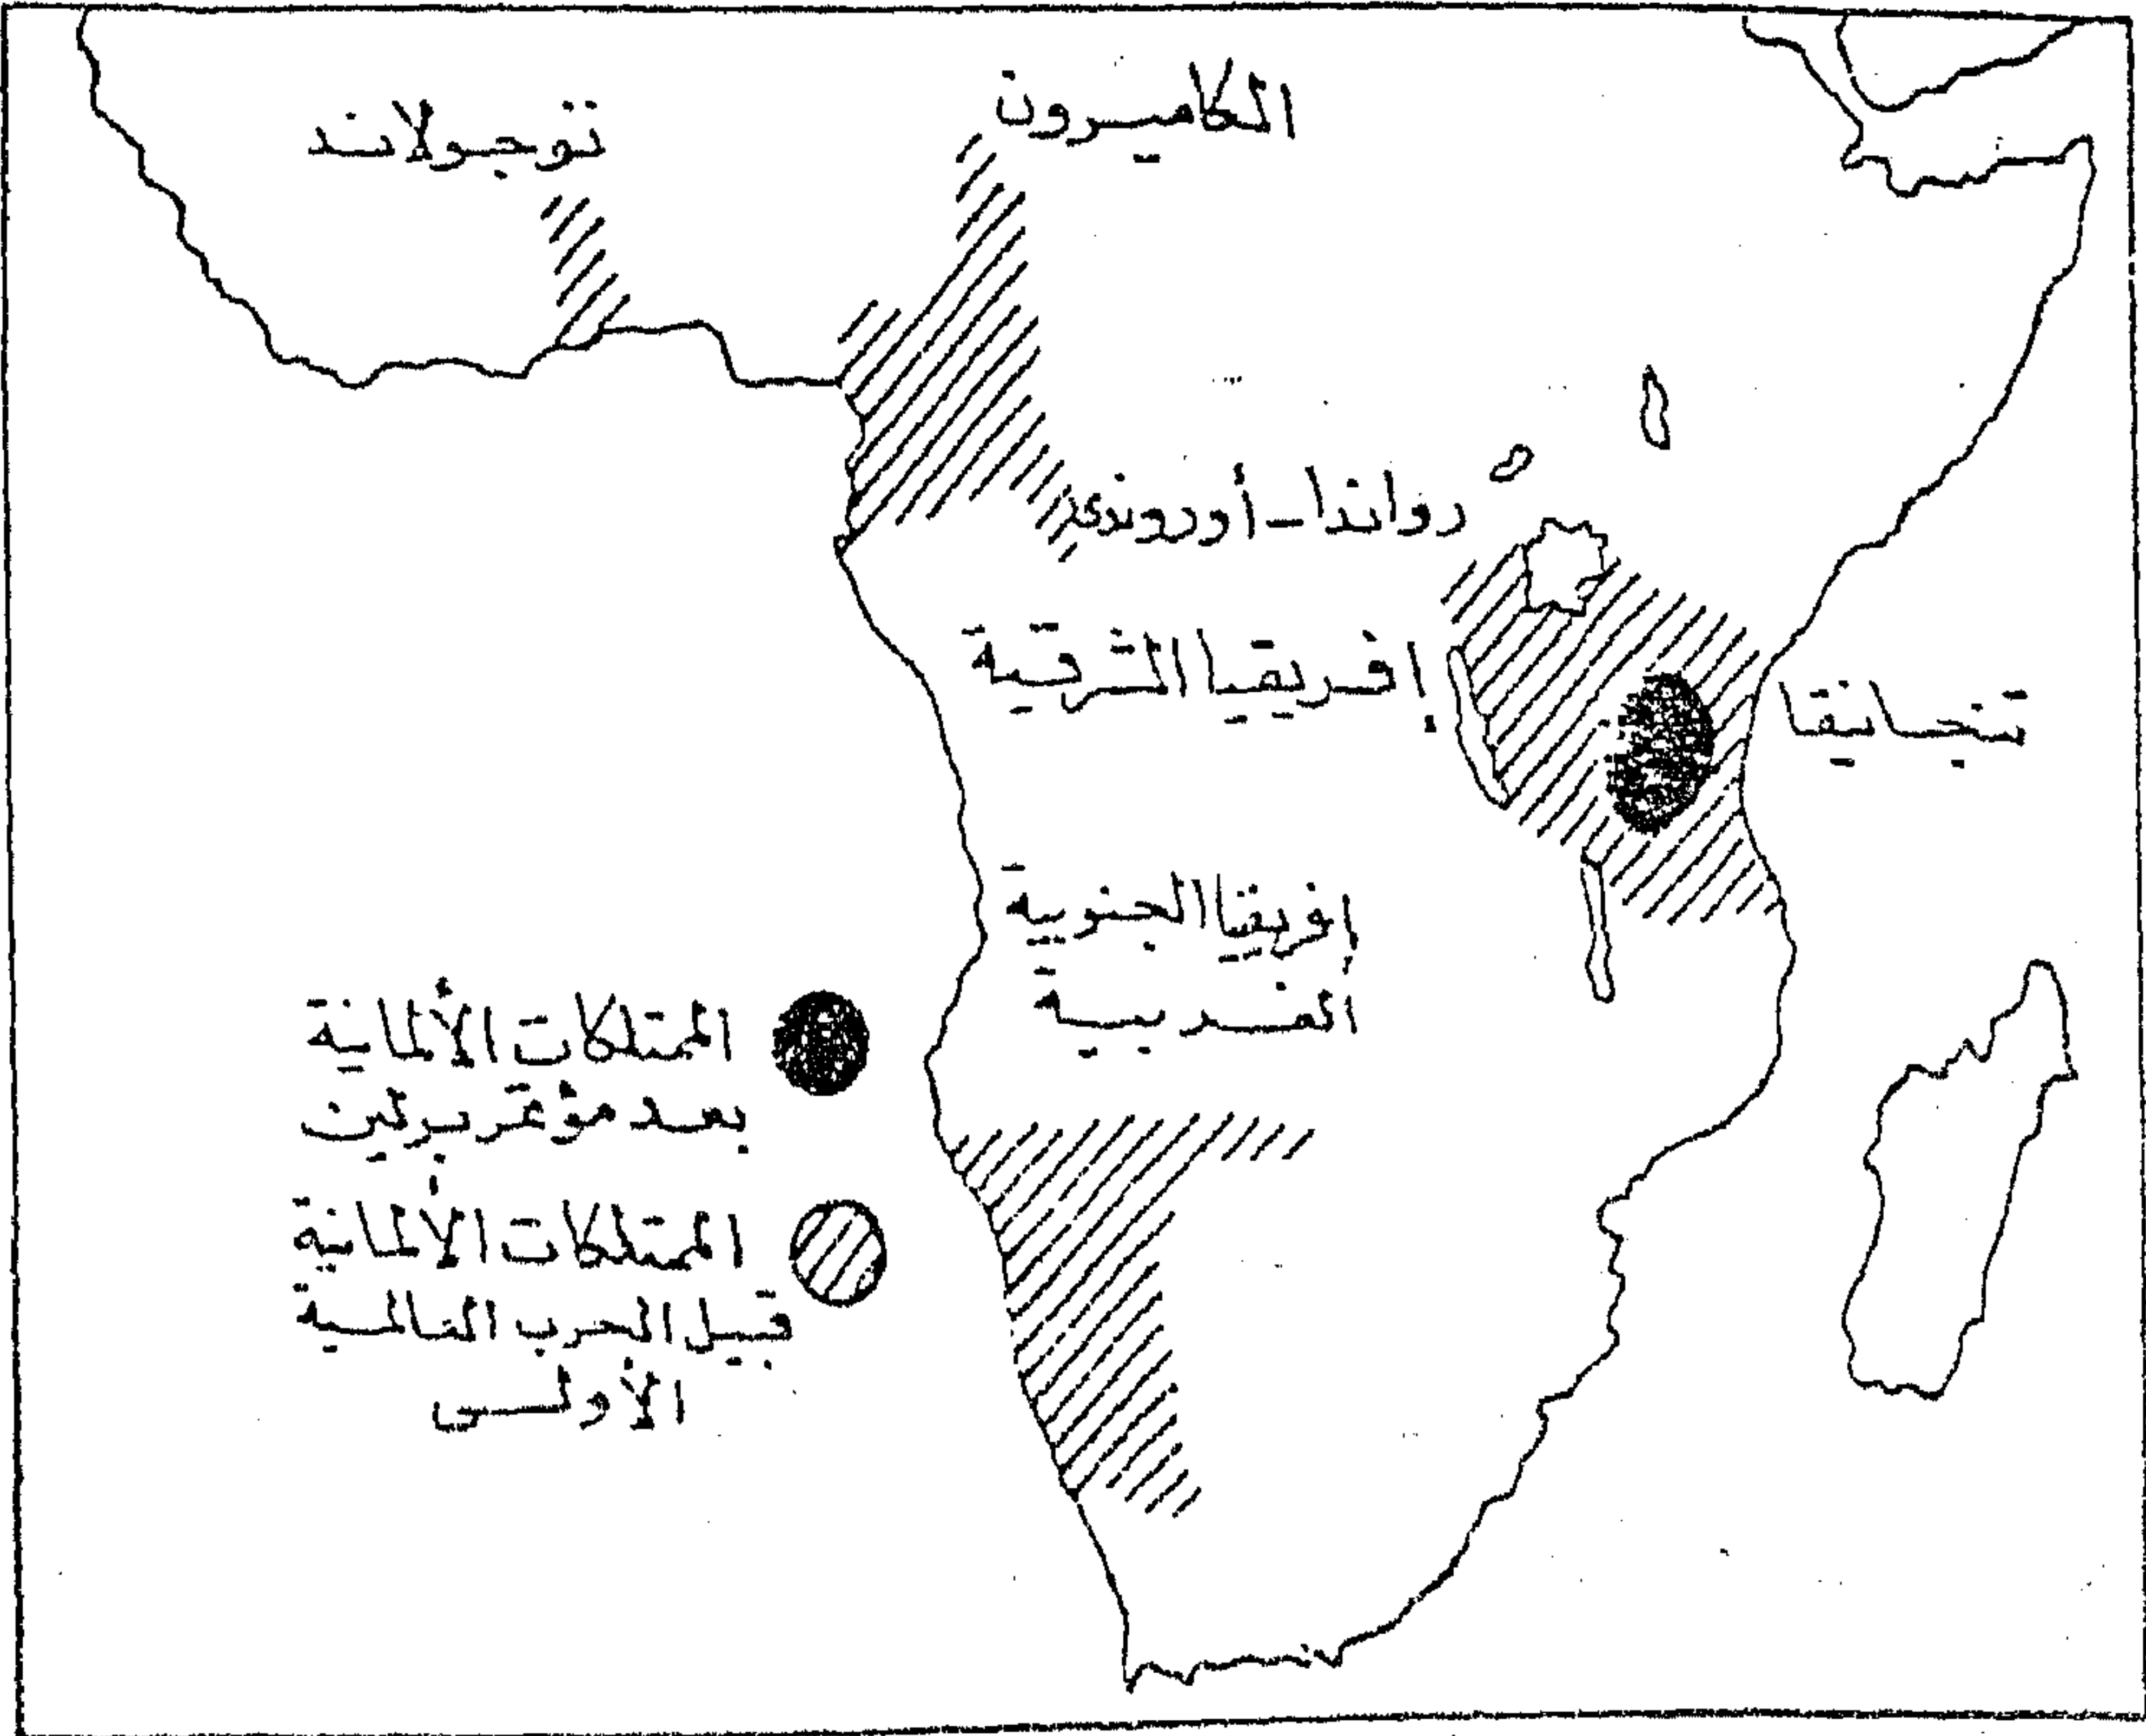 الكاميرون
توجولاند
رواندا - أوروندي
إفريقيا الشرقية
تنجانيقا
إفريقيا الجنوبية
الغربية
الممتلكات الألمانية
بعد مؤتمر برلين
الممتلكات الألمانية
قبيل الحرب العالمية
الأولى